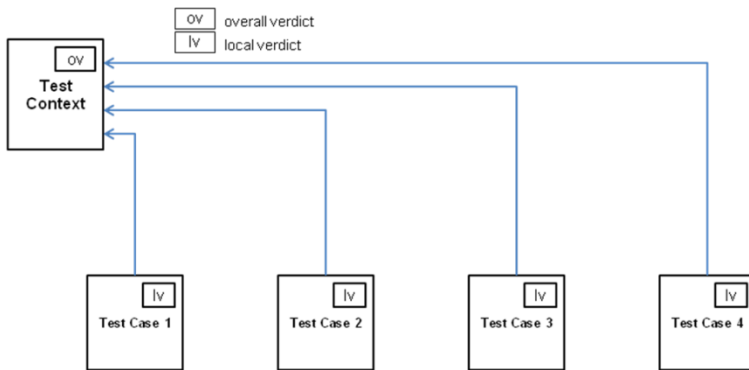 ov overall verdict
lv local verdict
ov
Test
Context
lv
Test Case 1
lv
Test Case 2
lv
Test Case 3
lv
Test Case 4